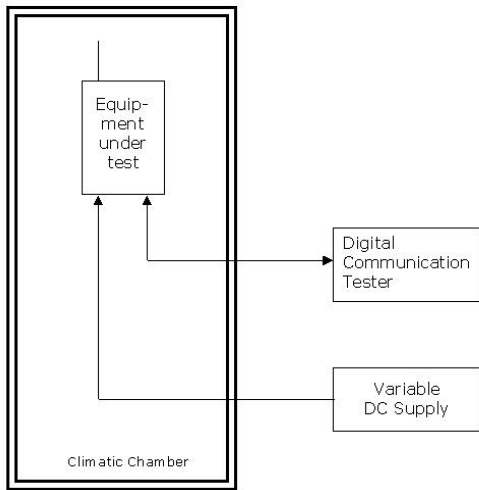 Equip-
ment
under
test
Digital
Communication
Tester
Variable
DC Supply
Climatic Chamber